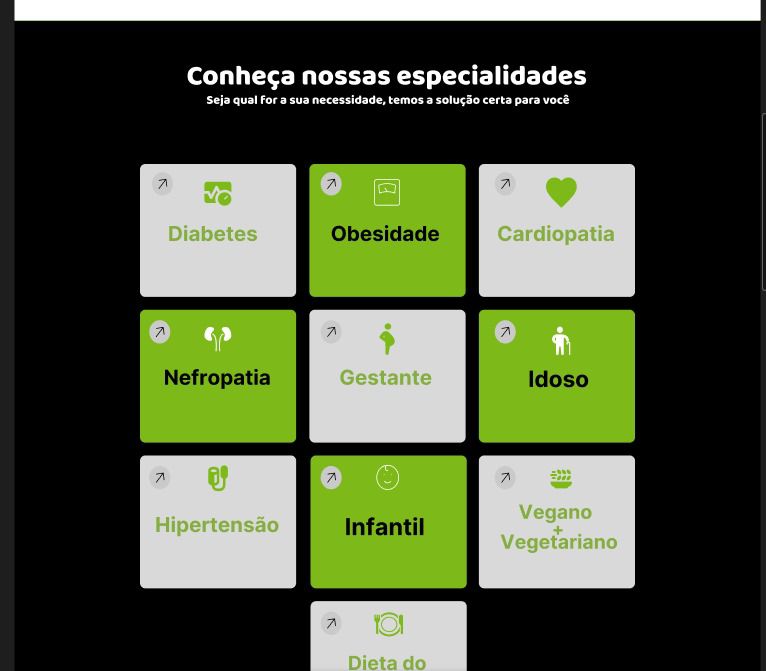 Conheça nossas especialidades
Seja qual for a sua necessidade, temos a solução certa para você
Diabetes
Obesidade
Cardiopatia
Nefropatia
Gestante
Idoso
Hipertensão
Infantil
Vegano
+
Vegetariano
Dieta do